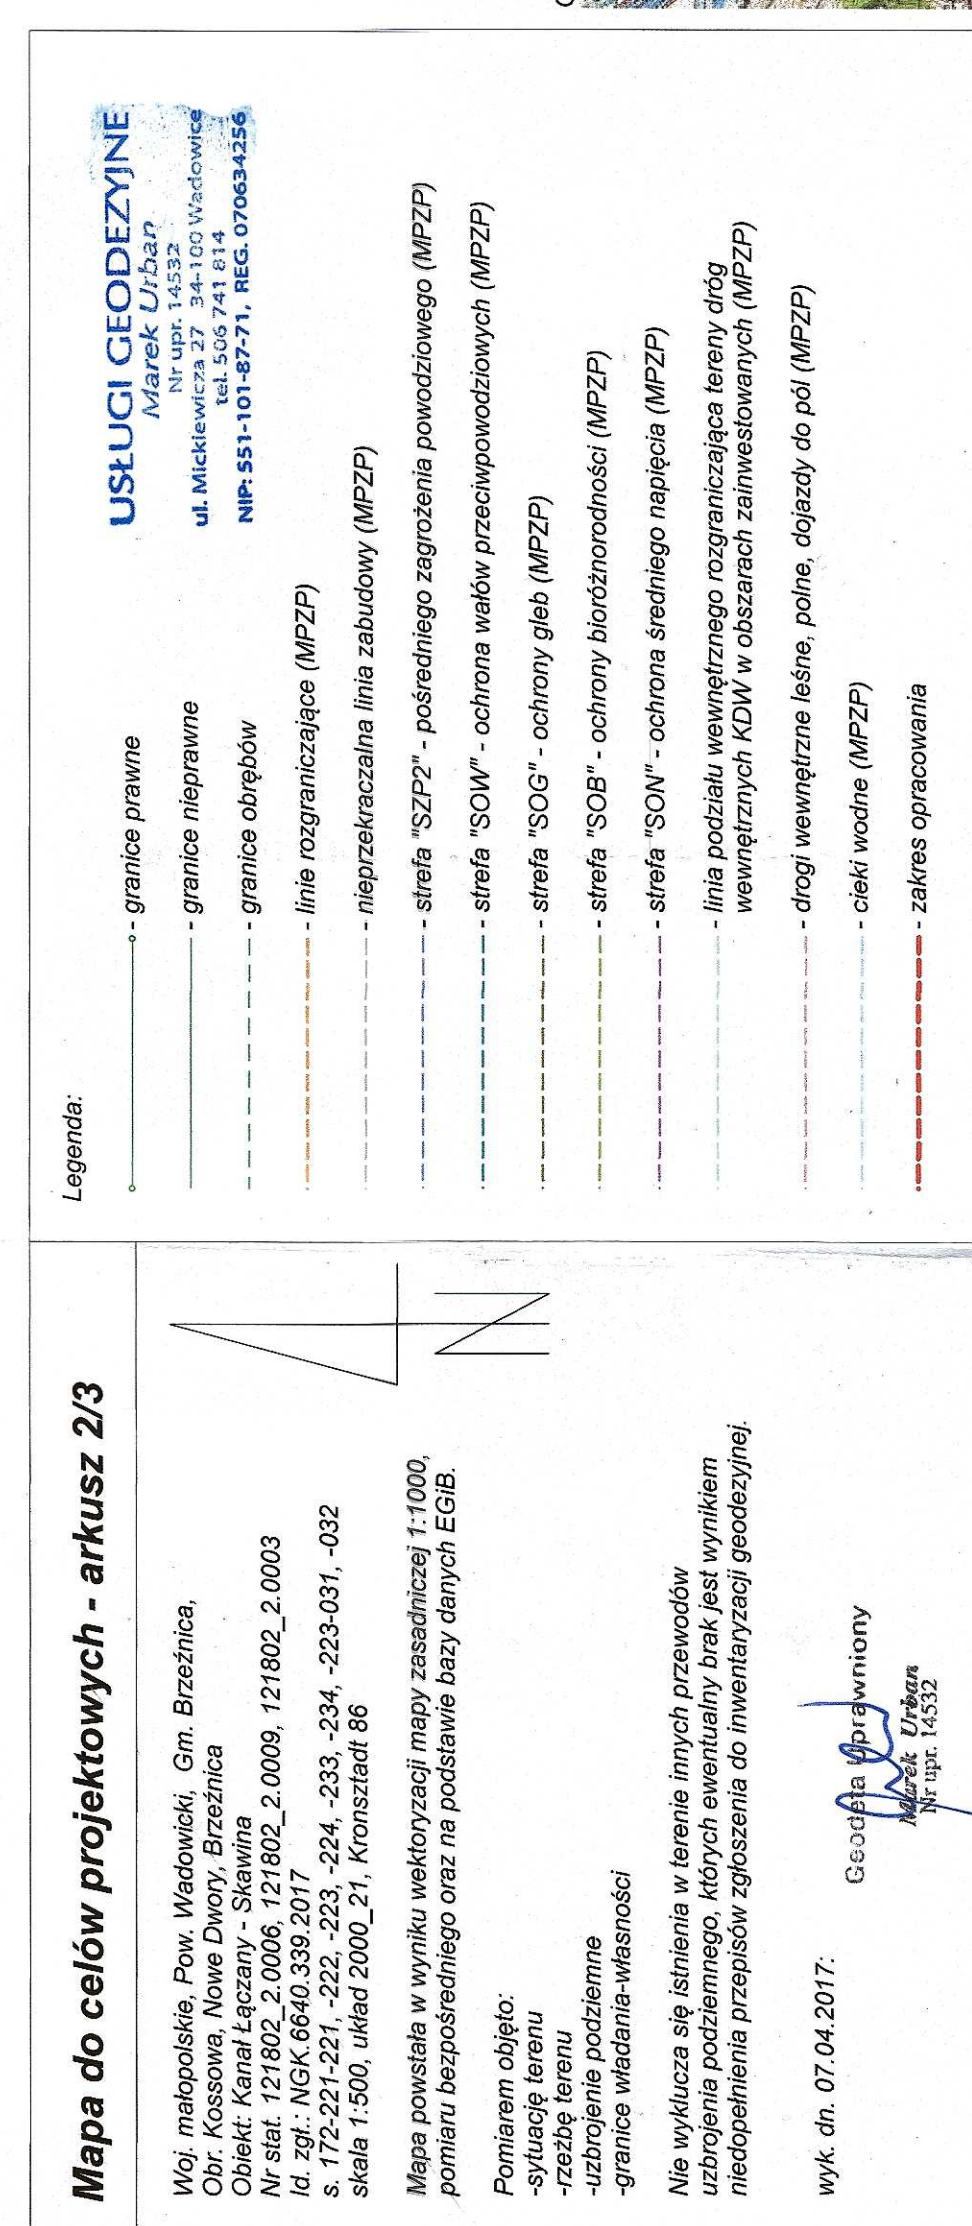 Mapa do celów projektowych - arkusz 2/3
Woj. małopolskie, Pow. Wadowicki, Gm. Brzeźnica,
Obr. Kossowa, Nowe Dwory, Brzeźnica
Obiekt: Kanał Łączany - Skawina
Nr stat. 121802_2.0006, 121802_2.0009, 121802_2.0003
Id. zgł.: NGK.6640.339.2017
s. 172-221-221, -222, -223, -224, -233, -234, -223-031, -032
skala 1:500, układ 2000_21, Kronsztadt 86
Mapa powstała w wyniku wektoryzacji mapy zasadniczej 1:1000,
pomiaru bezpośredniego oraz na podstawie bazy danych EGiB.
Pomiarem objęto:
-sytuację terenu
-rzeźbę terenu
-uzbrojenie podziemne
-granice władania-własności
Nie wyklucza się istnienia w terenie innych przewodów
uzbrojenia podziemnego, których ewentualny brak jest wynikiem
niedopełnienia przepisów zgłoszenia do inwentaryzacji geodezyjnej.
wyk. dn. 07.04.2017:
Geodeta Uprawniony
Marek Urban
Nr upr. 14532
N
Legenda:
- granice prawne
- granice nieprawne
- granice obrębów
- linie rozgraniczające (MPZP)
- nieprzekraczalna linia zabudowy (MPZP)
- strefa "SZP2" - pośredniego zagrożenia powodziowego (MPZP)
- strefa "SOW" - ochrona wałów przeciwpowodziowych (MPZP)
- strefa "SOG" - ochrony gleb (MPZP)
- strefa "SOB" - ochrony bioróżnorodności (MPZP)
- strefa "SON" - ochrona średniego napięcia (MPZP)
- linia podziału wewnętrznego rozgraniczająca tereny dróg
wewnętrznych KDW w obszarach zainwestowanych (MPZP)
- drogi wewnętrzne leśne, polne, dojazdy do pól (MPZP)
- cieki wodne (MPZP)
- zakres opracowania
USŁUGI GEODEZYJNE
Marek Urban
Nr upr. 14532
ul. Mickiewicza 27 34-100 Wadowice
tel. 506 741 814
NIP: 551-101-87-71, REG. 070634256